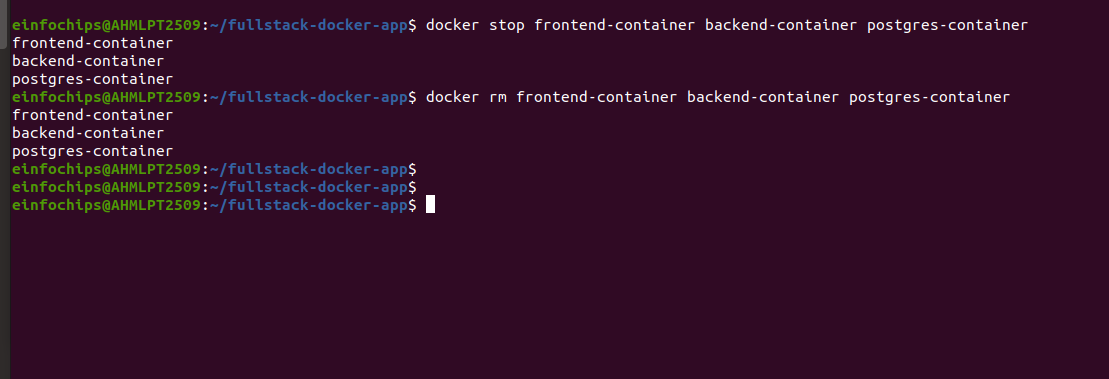 einfochips@AHMLPT2509:~/fullstack-docker-app$ docker stop frontend-container backend-container postgres-container
frontend-container
backend-container
postgres-container
einfochips@AHMLPT2509:~/fullstack-docker-app$ docker rm frontend-container backend-container postgres-container
frontend-container
backend-container
postgres-container
einfochips@AHMLPT2509:~/fullstack-docker-app$
einfochips@AHMLPT2509:~/fullstack-docker-app$
einfochips@AHMLPT2509:~/fullstack-docker-app$